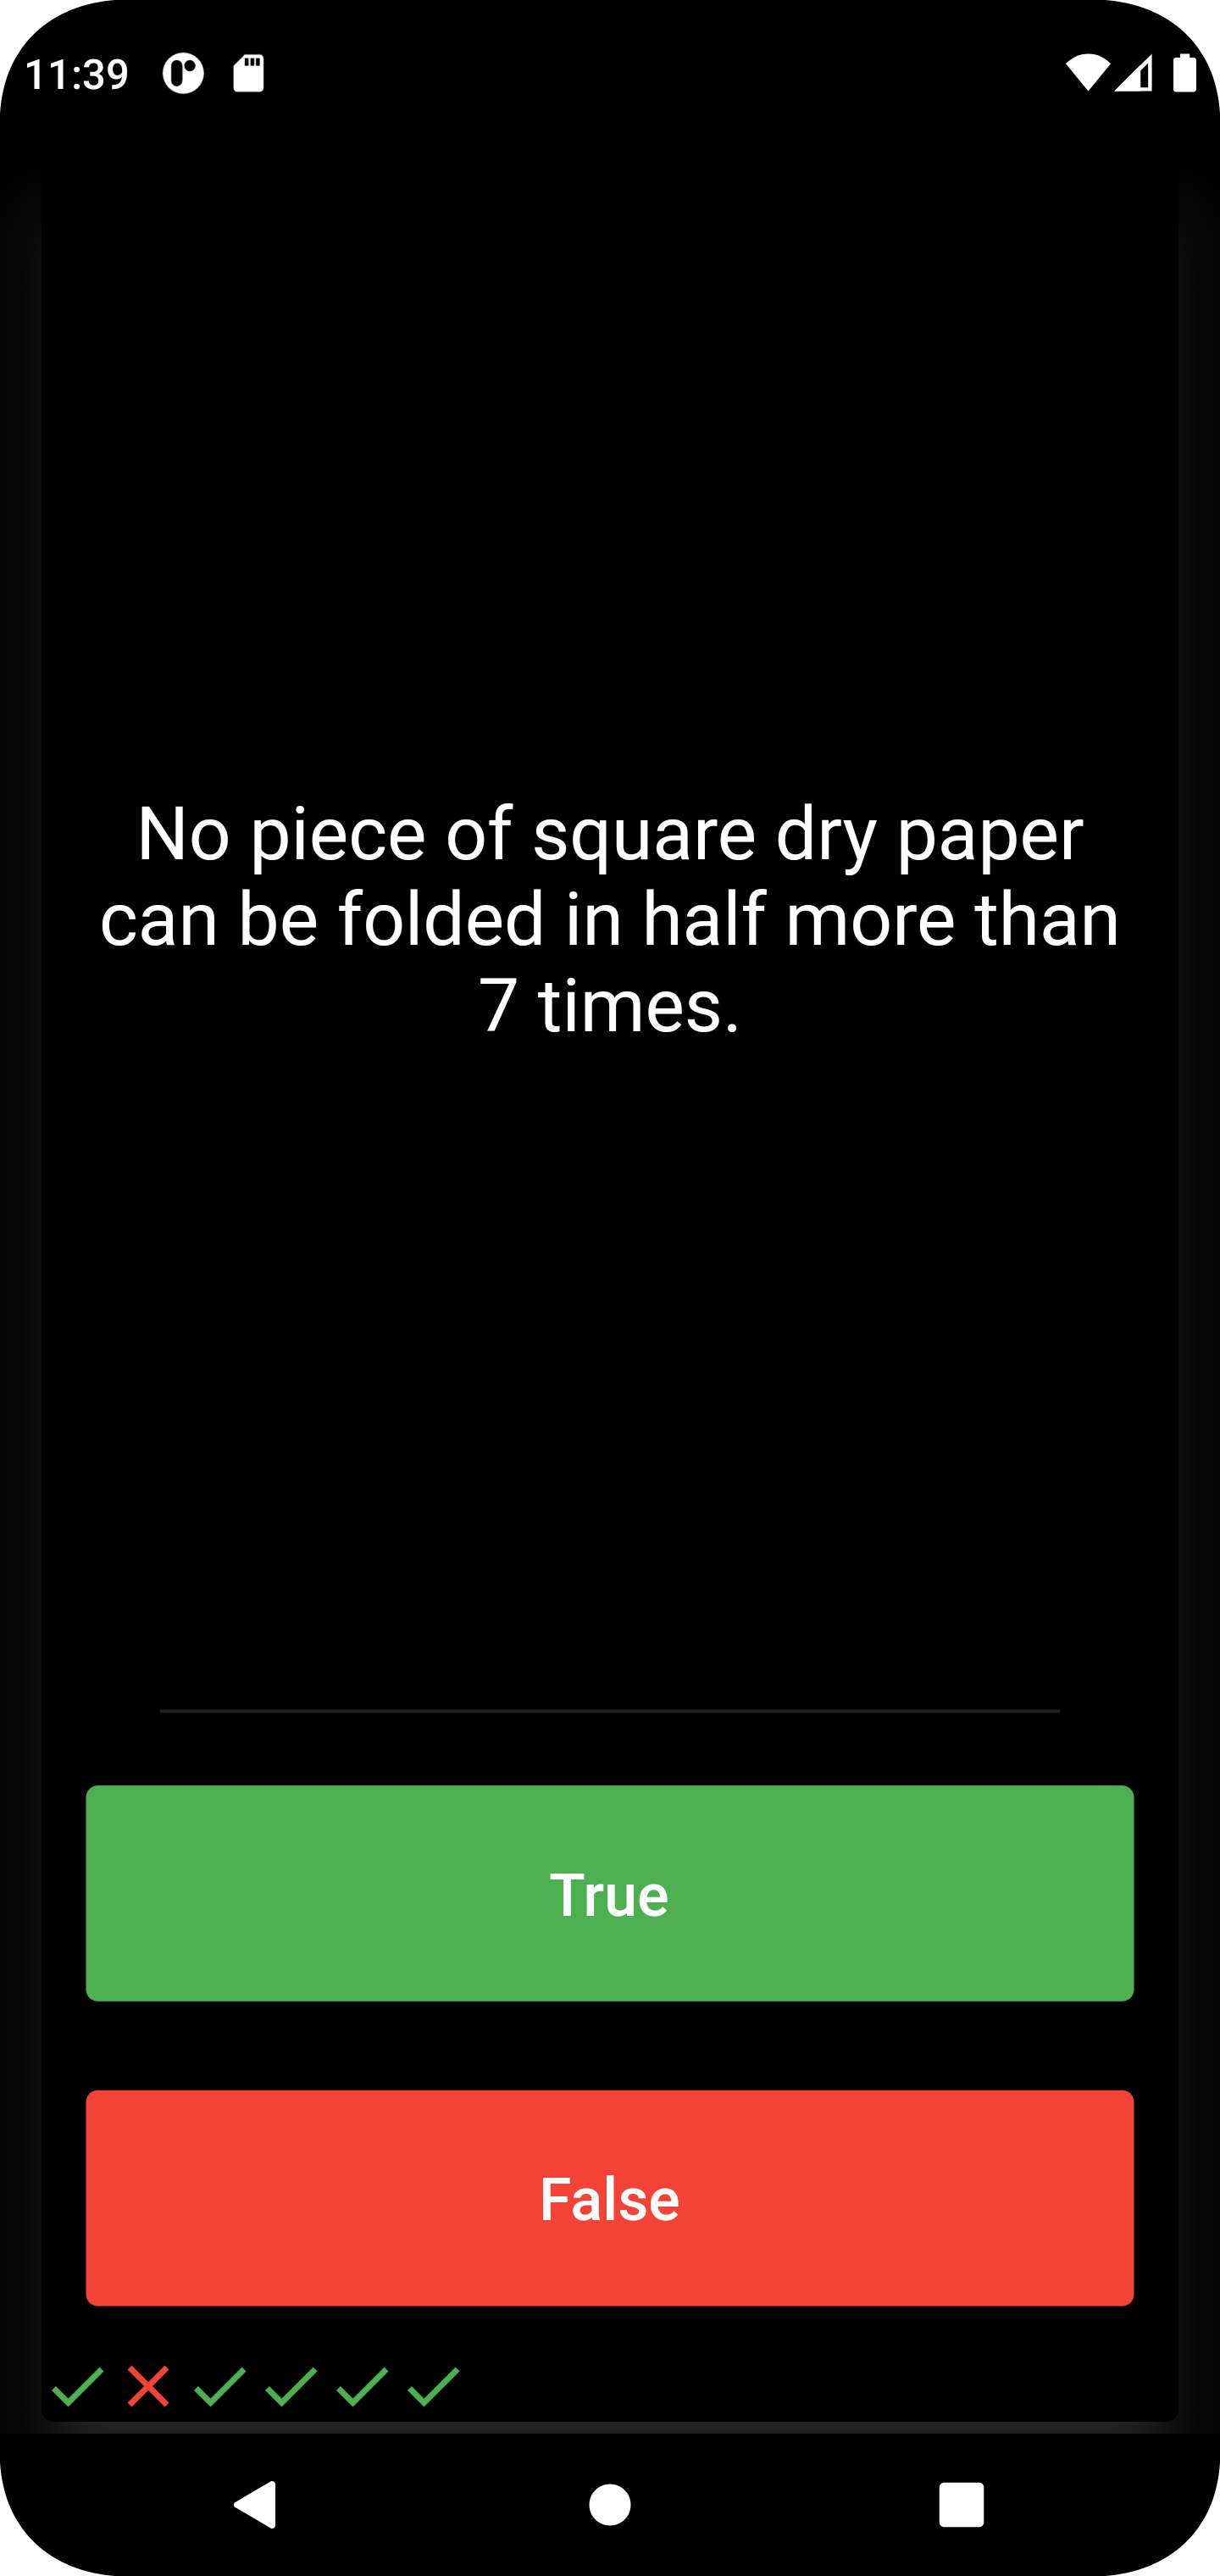 11:39
No piece of square dry paper
can be folded in half more than
7 times.
True
False